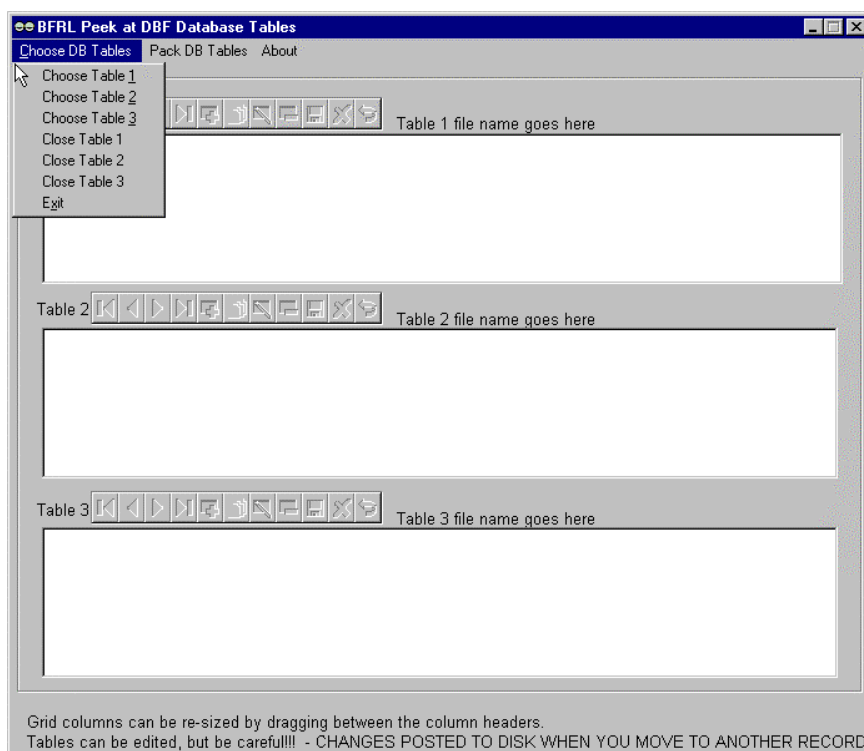 BFRL Peek at DBF Database Tables
Choose DB Tables Pack DB Tables About
Choose Table 1
Choose Table 2
Choose Table 3
Close Table 1
Close Table 2
Close Table 3
Exit
Table 1 file name goes here
Table 2
Table 2 file name goes here
Table 3
Table 3 file name goes here
Grid columns can be re-sized by dragging between the column headers.
Tables can be edited, but be careful!!!! - CHANGES POSTED TO DISK WHEN YOU MOVE TO ANOTHER RECORD